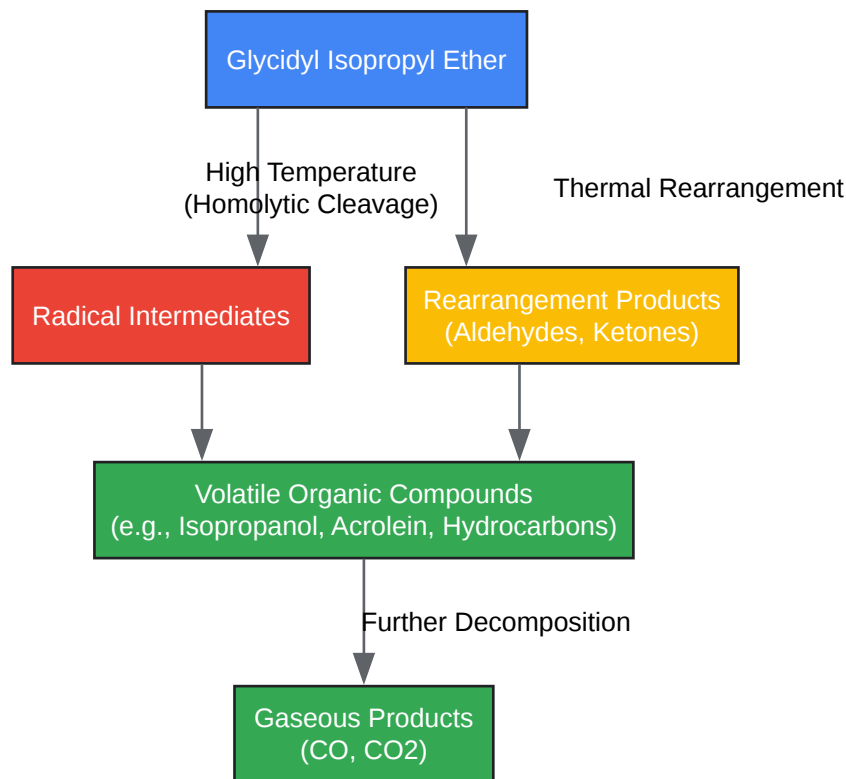 Glycidyl Isopropyl Ether
High Temperature
(Homolytic Cleavage)
Thermal Rearrangement
Radical Intermediates
Rearrangement Products
(Aldehydes, Ketones)
Volatile Organic Compounds
(e.g., Isopropanol, Acrolein, Hydrocarbons)
Further Decomposition
Gaseous Products
(CO, CO2)